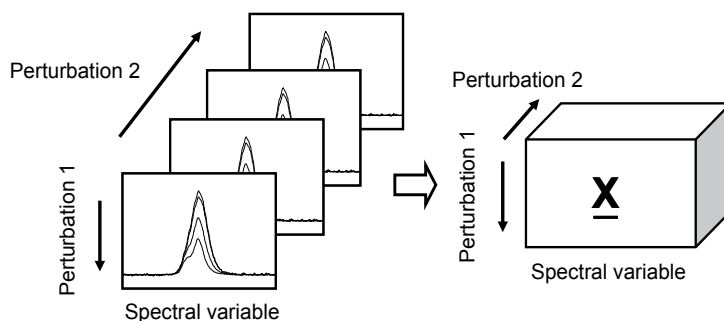 Perturbation 2
Perturbation 1
Spectral variable
Perturbation 2
Perturbation 1
X
Spectral variable